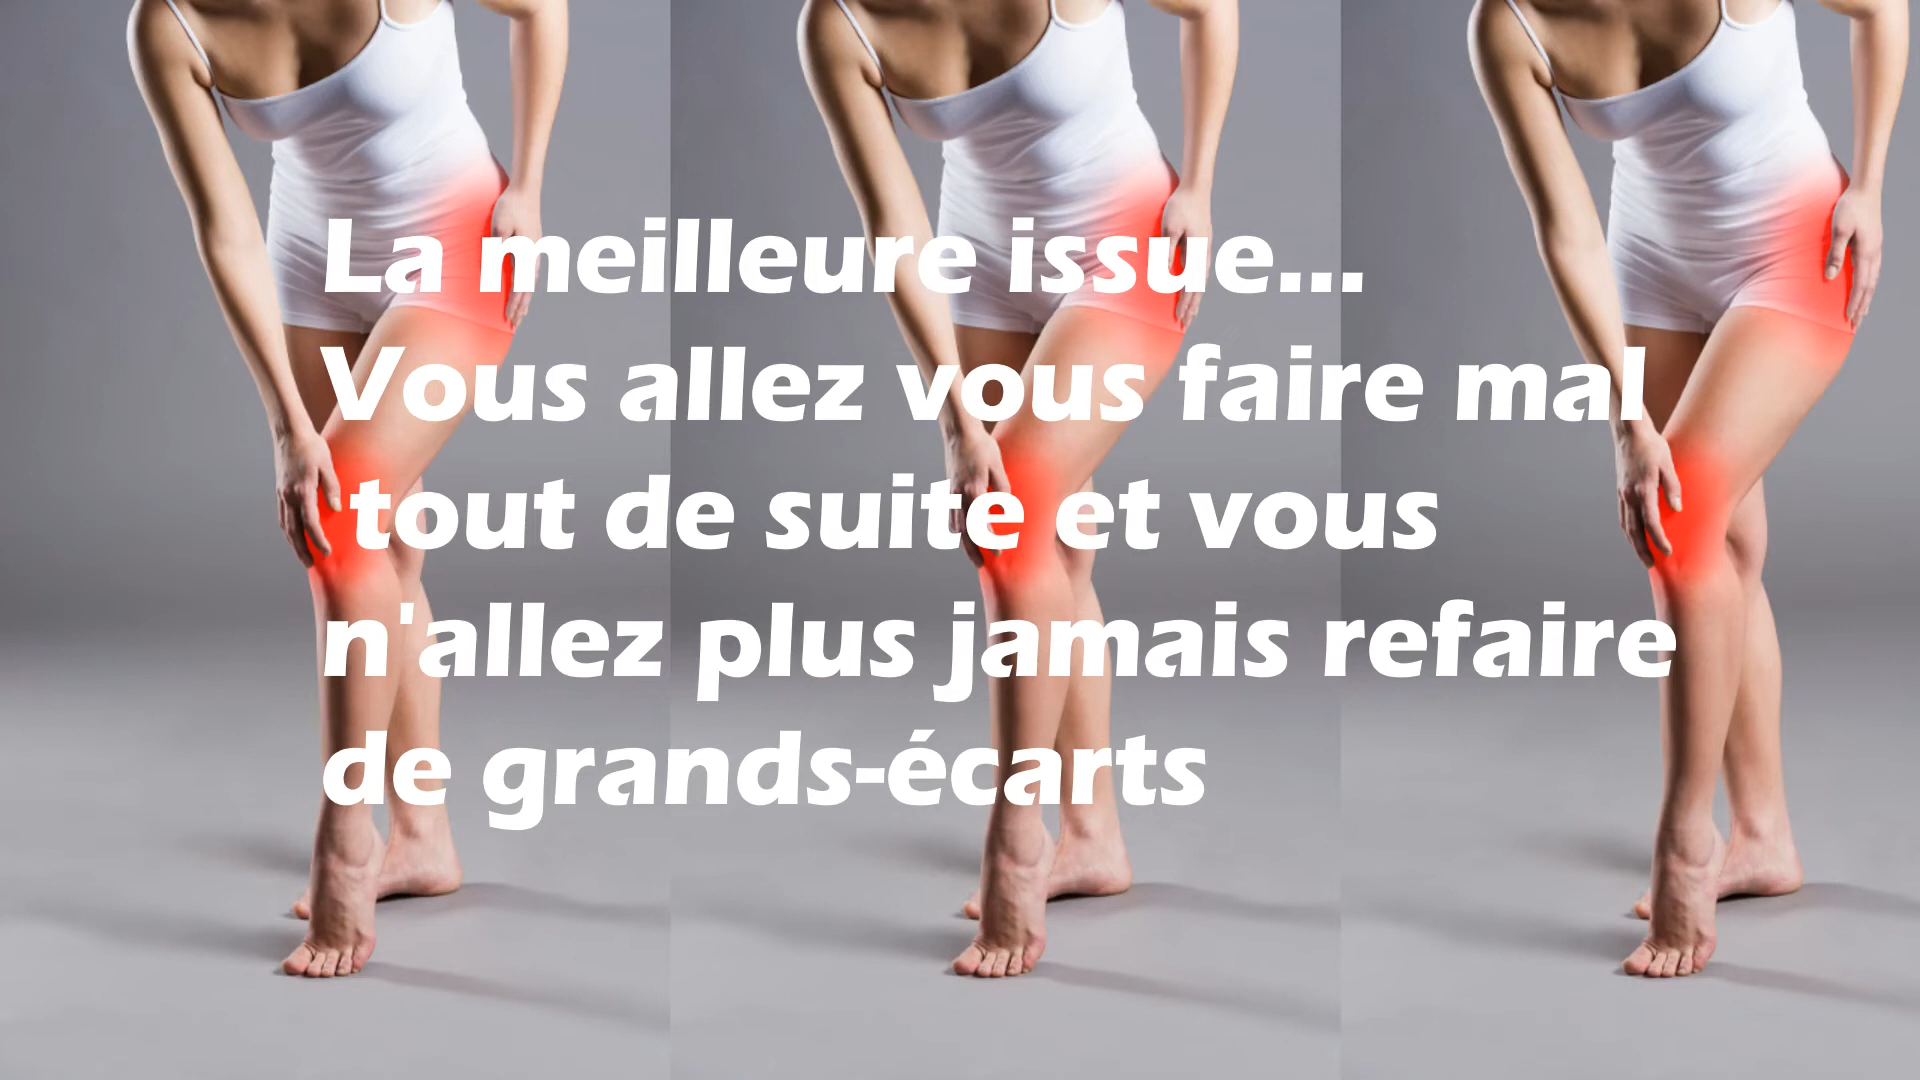 La meilleure issue...
Vous allez vous faire mal
tout de suite et vous
n'allez plus jamais refaire
de grands-écarts